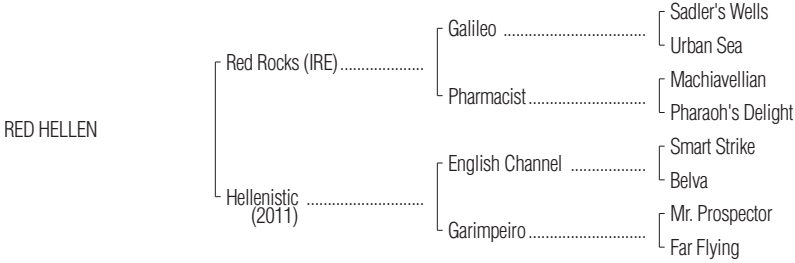 Sadler's Wells
Galileo ................................
Urban Sea
Red Rocks (IRE)...................
Machiavellian
Pharmacist..........................
Pharaoh's Delight
RED HELLEN
Smart Strike
English Channel .................
Belva
Hellenistic ..........................
(2011)
Mr. Prospector
Garimpeiro..........................
Far Flying